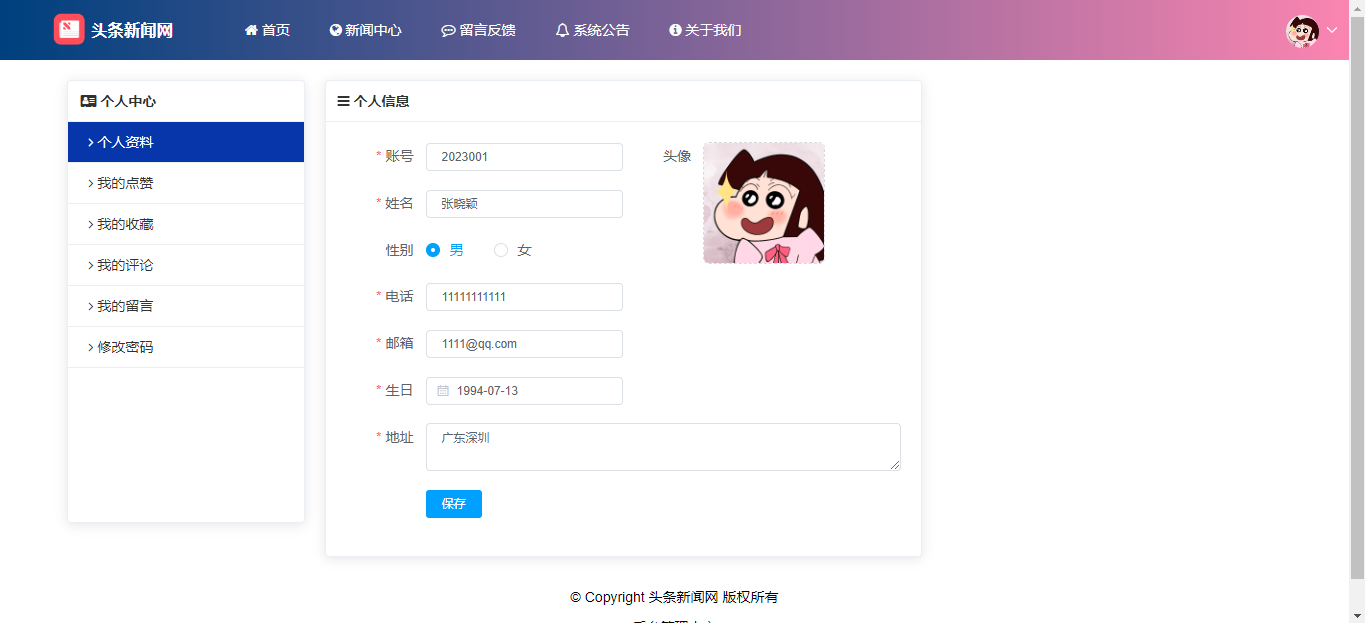 头条新闻网 首页 新闻中心 留言反馈 系统公告 关于我们
个人中心
个人资料
我的点赞
我的收藏
我的评论
我的留言
修改密码
个人信息
* 账号 2023001
头像
* 姓名 张晓颖
性别 男 女
* 电话 11111111111
* 邮箱 1111@qq.com
* 生日 1994-07-13
* 地址 广东深圳
保存
© Copyright 头条新闻网 版权所有